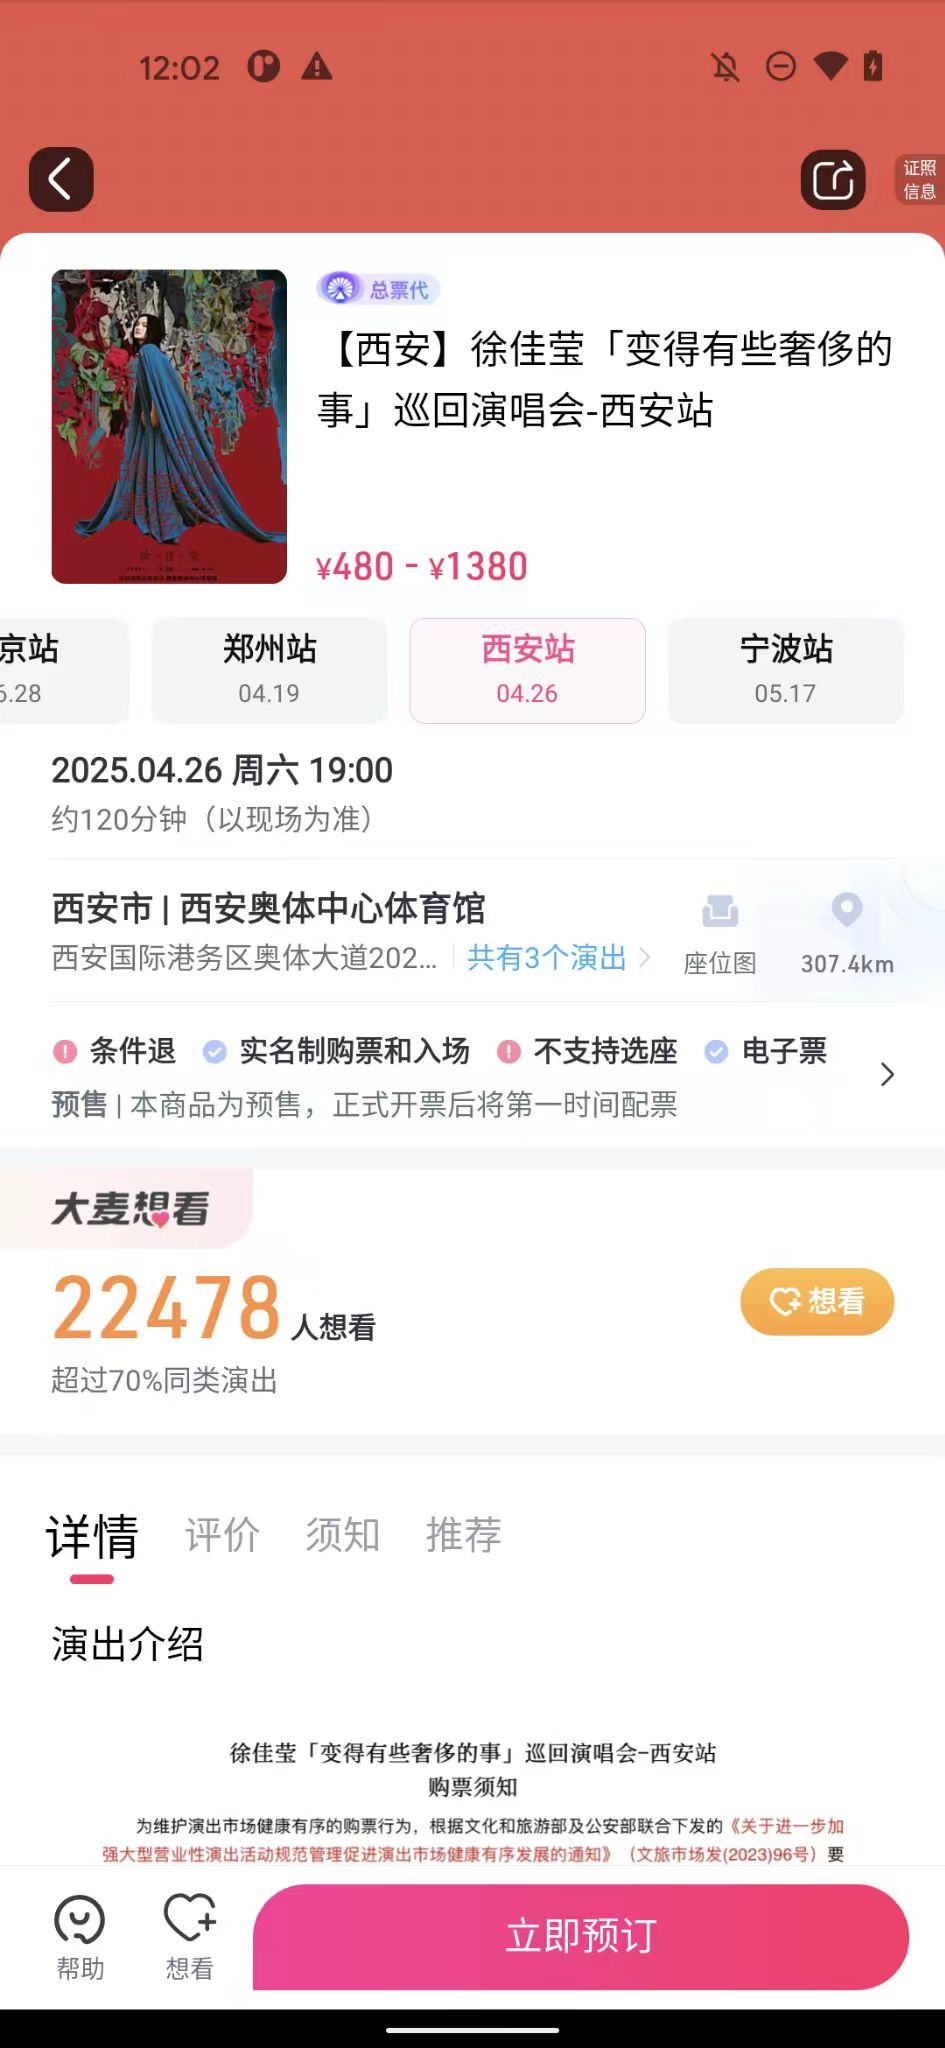 12:02
证照
信息
总票代
【西安】徐佳莹「变得有些奢侈的
事」巡回演唱会-西安站
¥480 - ¥1380
京站
郑州站
西安站
宁波站
6.28
04.19
04.26
05.17
2025.04.26 周六 19:00
约120分钟（以现场为准）
西安市 | 西安奥体中心体育馆
西安国际港务区奥体大道202...
共有3个演出
座位图
307.4km
条件退
实名制购票和入场
不支持选座
电子票
预售 | 本商品为预售，正式开票后将第一时间配票
大麦想看
22478 人想看
想看
超过70%同类演出
详情
评价
须知
推荐
演出介绍
徐佳莹「变得有些奢侈的事」巡回演唱会-西安站
购票须知
为维护演出市场健康有序的购票行为，根据文化和旅游部及公安部联合下发的《关于进一步加
强大型营业性演出活动规范管理促进演出市场健康有序发展的通知》（文旅市场发(2023)96号）要
帮助
想看
立即预订